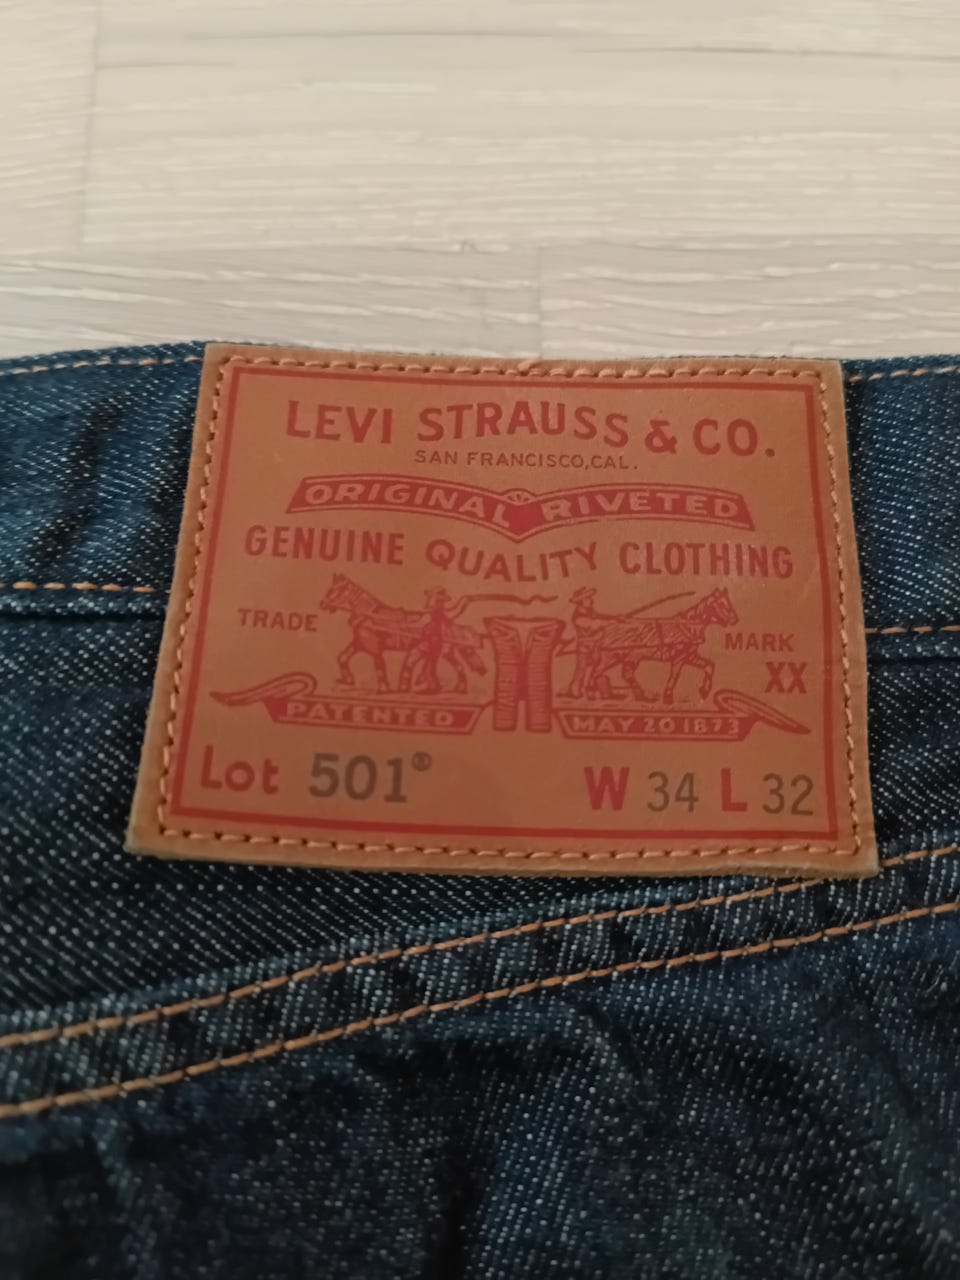 LEVI STRAUSS & CO.
SAN FRANCISCO, CAL.
ORIGINAL RIVETED
GENUINE QUALITY CLOTHING
TRADE MARK
XX
PATENTED MAY 20 1873
Lot 501® W 34 L 32